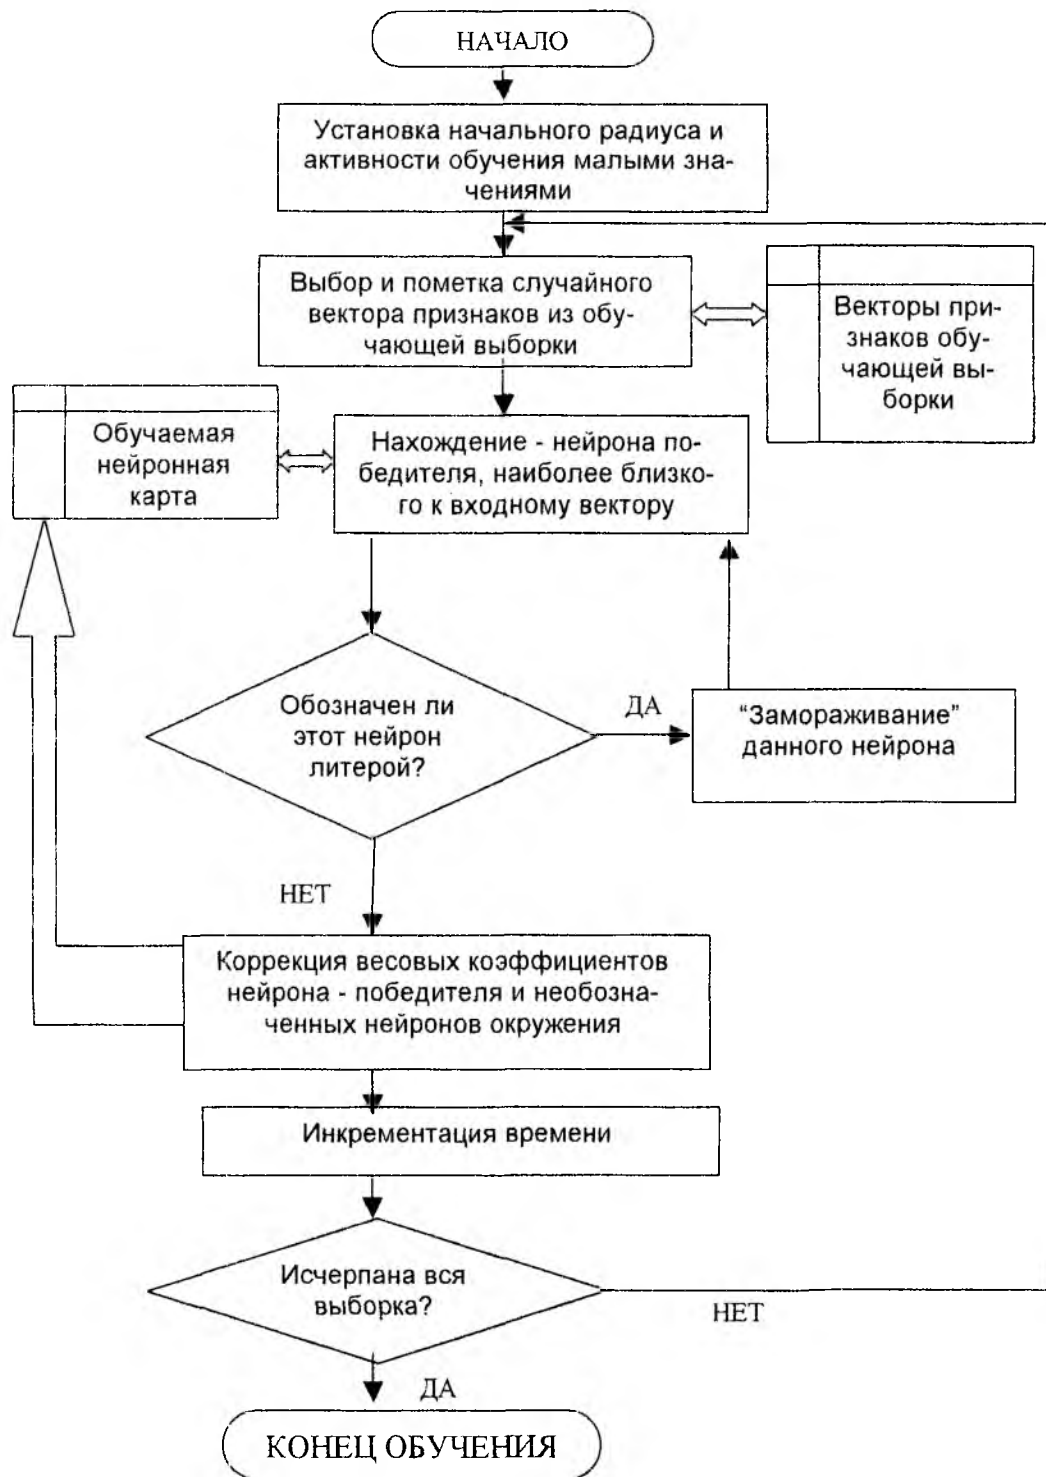 НАЧАЛО
Установка начального радиуса и
активности обучения малыми зна-
чениями
Выбор и пометка случайного
вектора признаков из обу-
чающей выборки
Векторы при-
знаков обу-
чающей вы-
борки
Обучаемая
нейронная
карта
Нахождение - нейрона по-
бедителя, наиболее близко-
го к входному вектору
Обозначен ли
этот нейрон
литерой?
ДА
“Замораживание”
данного нейрона
НЕТ
Коррекция весовых коэффициентов
нейрона - победителя и необозна-
ченных нейронов окружения
Инкрементация времени
Исчерпана вся
выборка?
НЕТ
ДА
КОНЕЦ ОБУЧЕНИЯ